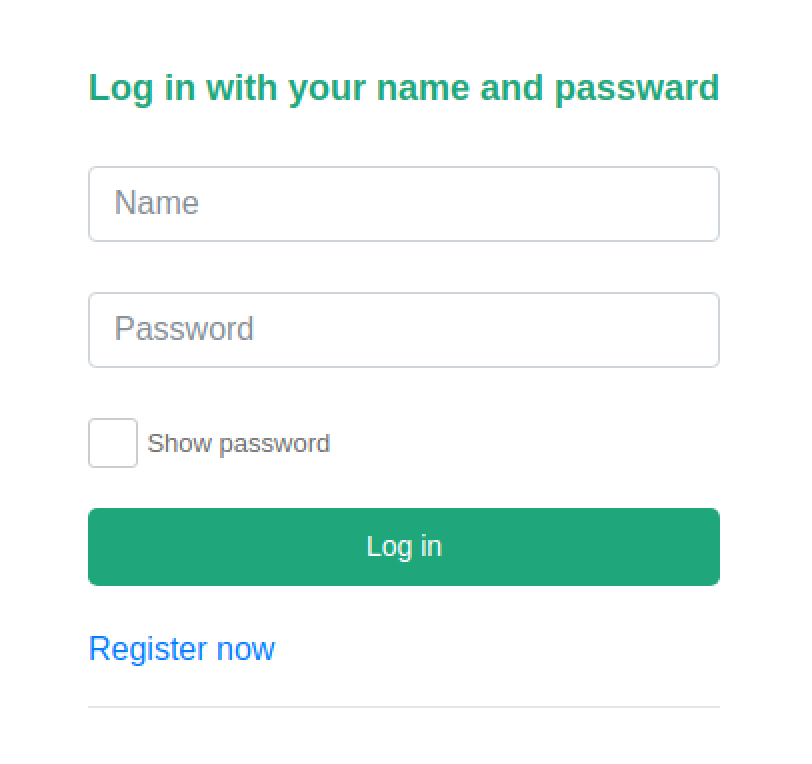 Log in with your name and passward
Name
Password
Show password
Log in
Register now